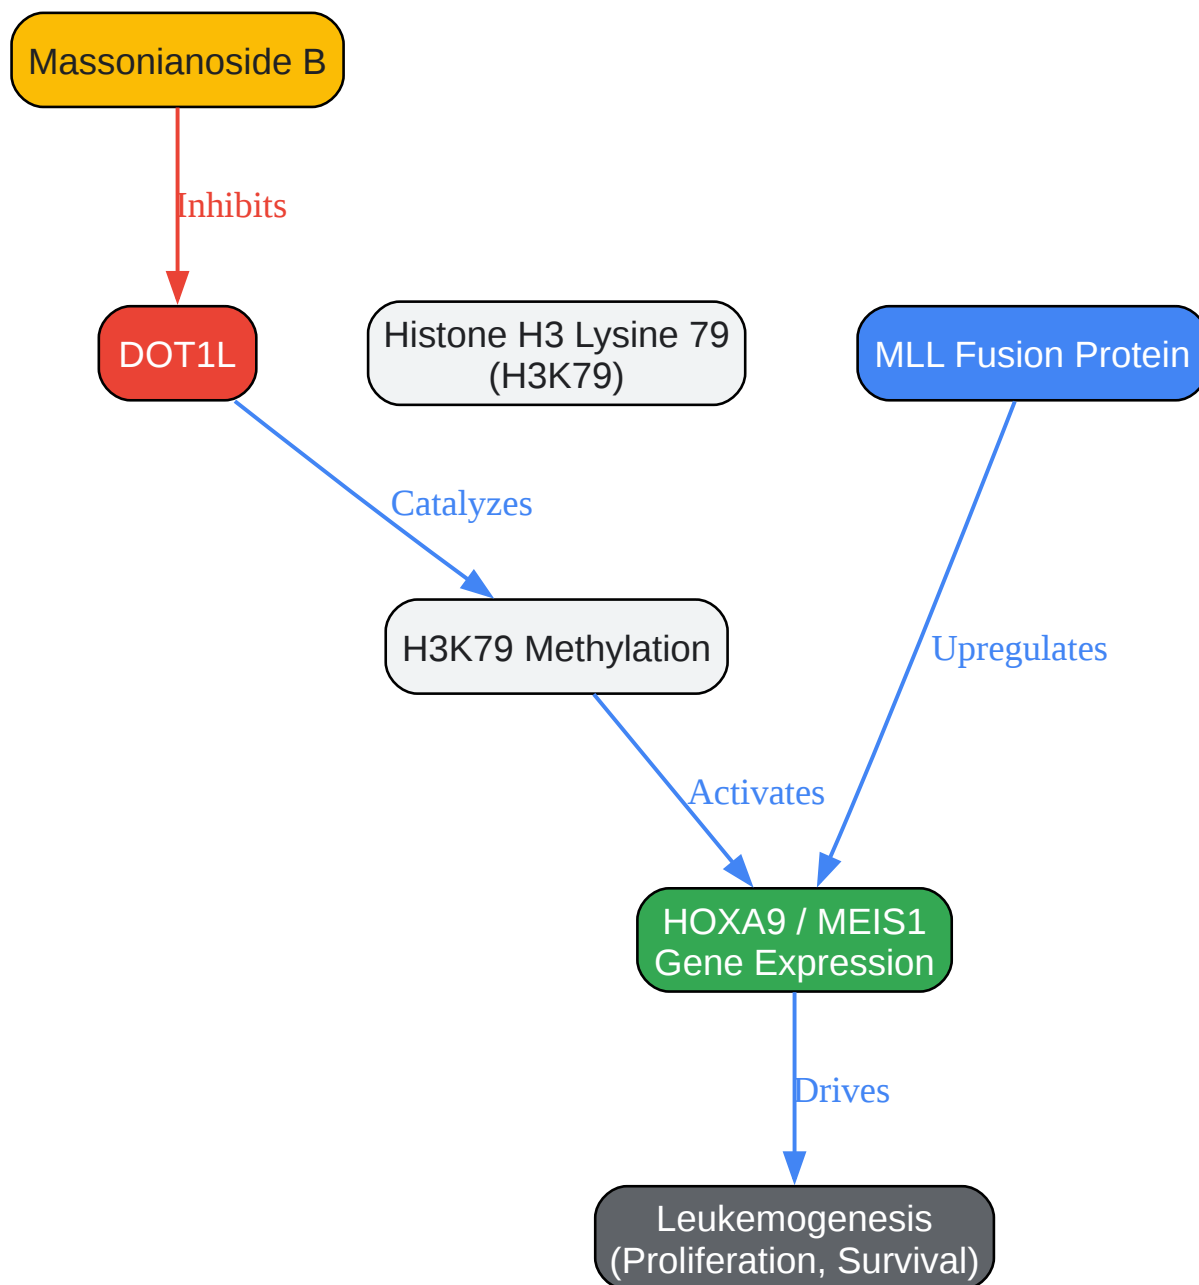 Massonianoside B
Inhibits
DOT1L
Histone H3 Lysine 79
(H3K79)
MLL Fusion Protein
Catalyzes
H3K79 Methylation
Upregulates
Activates
HOXA9 / MEIS1
Gene Expression
Drives
Leukemogenesis
(Proliferation, Survival)